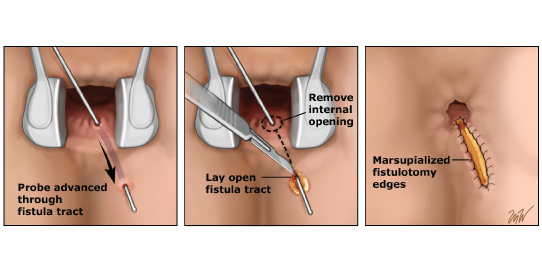 Probe advanced
through
fistula tract
Remove
internal
opening
Lay open
fistula tract
Marsupialized
fistulotomy
edges